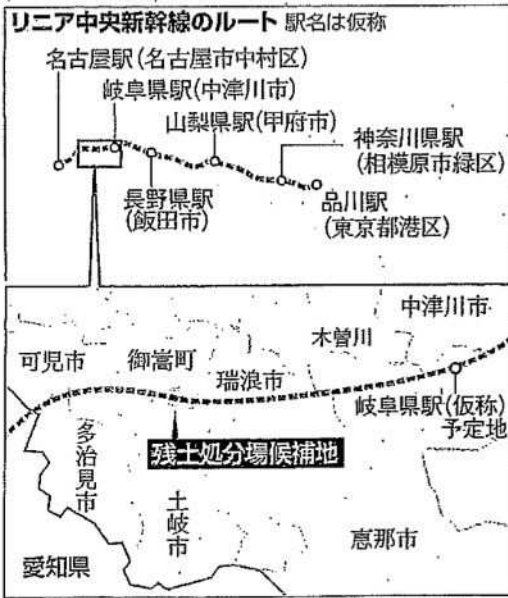 リニア中央新幹線のルート 駅名は仮称
名古屋駅(名古屋市中村区)
岐阜県駅(中津川市)
山梨県駅(甲府市)
神奈川県駅
(相模原市緑区)
長野県駅
(飯田市)
品川駅
(東京都港区)
中津川市
木曽川
可児市
御嵩町
瑞浪市
岐阜県駅(仮称)
予定地
多治見市
残土処分場候補地
土岐市
恵那市
愛知県